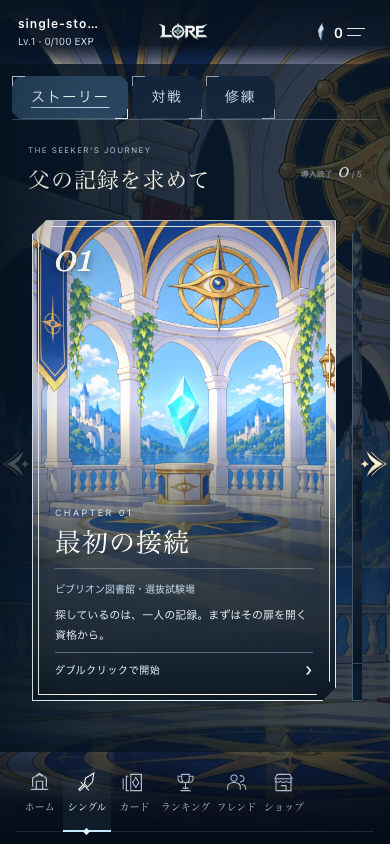 single-sto…
Lv.1 · 0/100 EXP
LORE
0
ストーリー
対戦
修練
THE SEEKER'S JOURNEY
父の記録を求めて
導入読了 0 / 5
01
CHAPTER 01
最初の接続
ビブリオン図書館・選抜試験場
探しているのは、一人の記録。まずはその扉を開く
資格から。
ダブルクリックで開始
ホーム
シングル
カード
ランキング
フレンド
ショップ